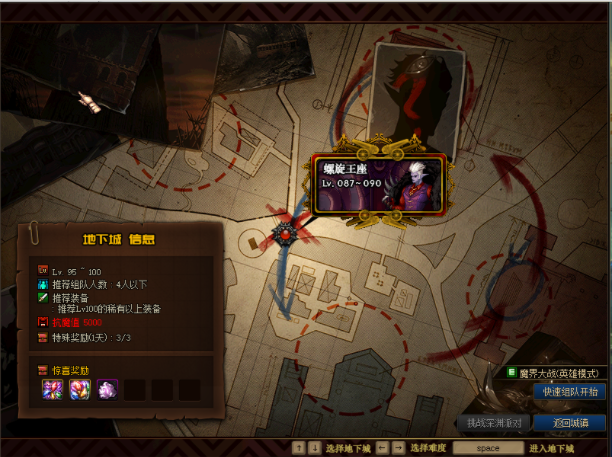 螺旋王座
Lv. 087~090
地下城 信息
Lv 95 ~ 100
推荐组队人数 : 4人以下
推荐装备
推荐Lv100的稀有以上装备
抗魔值 6000
特殊奖励(1天) : 3/3
惊喜奖励
魔界大战(英雄模式)
快速组队开始
挑战深渊派对
返回城镇
↑ ↓ 选择地下城 ← → 选择难度 space 进入地下城